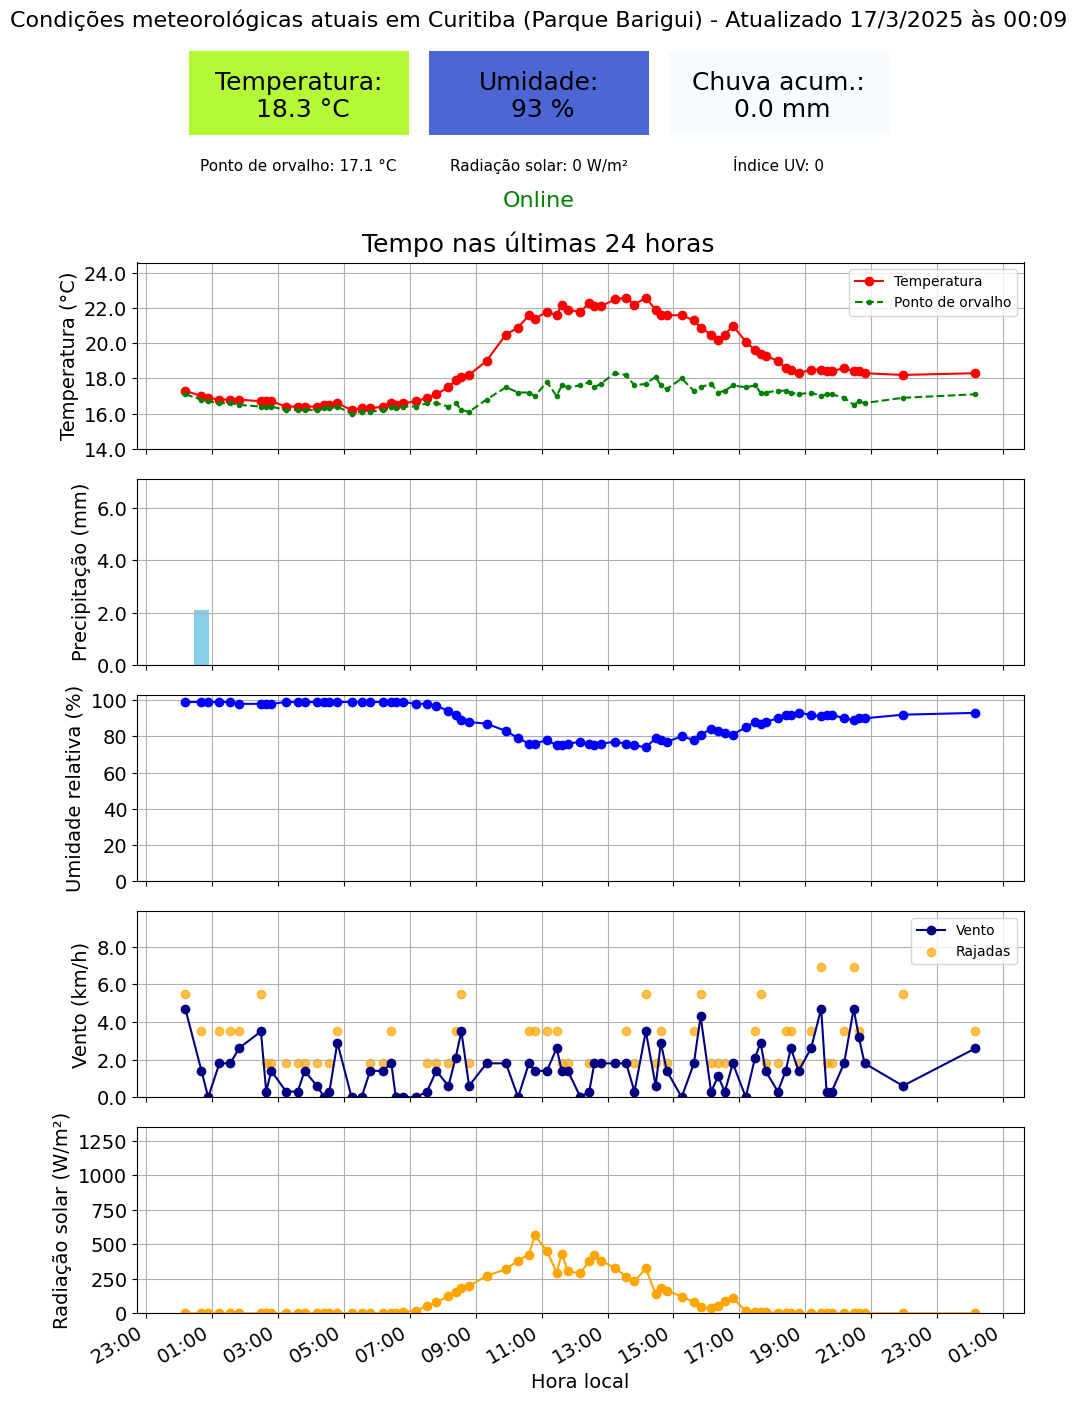 Condições meteorológicas atuais em Curitiba (Parque Barigui) - Atualizado 17/3/2025 às 00:09
Temperatura:
18.3 °C
Umidade:
93 %
Chuva acum.:
0.0 mm
Ponto de orvalho: 17.1 °C
Radiação solar: 0 W/m²
Índice UV: 0
Online
Tempo nas últimas 24 horas
Temperatura (°C)
24.0
22.0
20.0
18.0
16.0
14.0
Temperatura
Ponto de orvalho
Precipitação (mm)
6.0
4.0
2.0
0.0
Umidade relativa (%)
100
80
60
40
20
0
Vento (km/h)
8.0
6.0
4.0
2.0
0.0
Vento
Rajadas
Radiação solar (W/m²)
1250
1000
750
500
250
0
23:00
01:00
03:00
05:00
07:00
09:00
11:00
13:00
15:00
17:00
19:00
21:00
23:00
01:00
Hora local